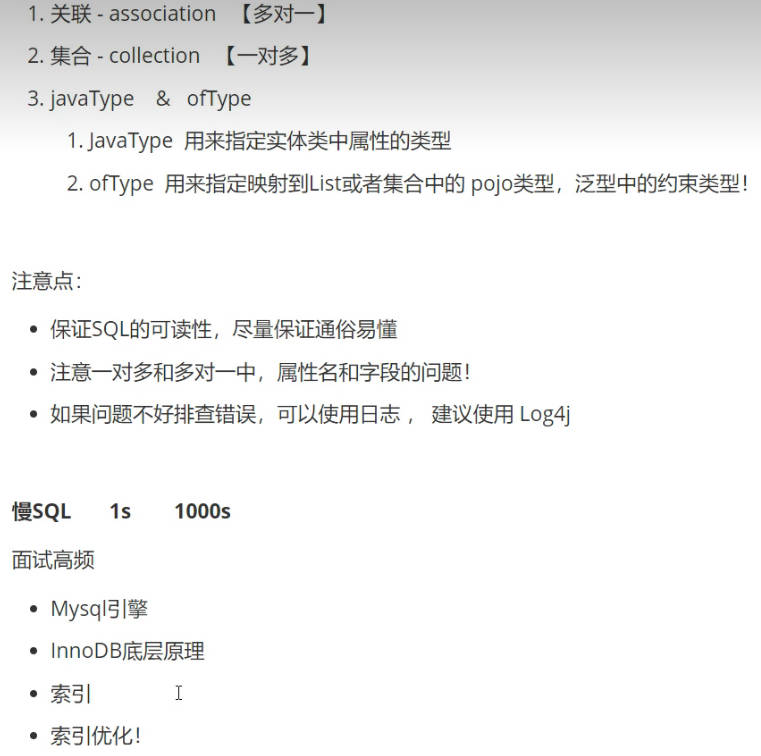 1. 关联 - association 【多对一】
2. 集合 - collection 【一对多】
3. javaType & ofType
1. JavaType 用来指定实体类中属性的类型
2. ofType 用来指定映射到List或者集合中的 pojo类型，泛型中的约束类型！
注意点：
• 保证SQL的可读性，尽量保证通俗易懂
• 注意一对多和多对一中，属性名和字段的问题！
• 如果问题不好排查错误，可以使用日志 ， 建议使用 Log4j
慢SQL 1s 1000s
面试高频
• Mysql引擎
• InnoDB底层原理
• 索引
• 索引优化！